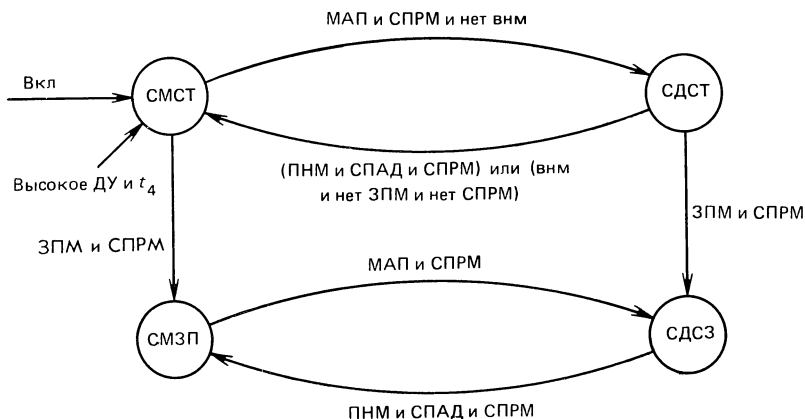 МАП и СПРМ и нет внм
Вкл
СМСТ
СДСТ
(ПНМ и СПАД и СПРМ) или (внм
и нет ЗПМ и нет СПРМ)
Высокое ДУ и t4
ЗПМ и СПРМ
ЗПМ и СПРМ
МАП и СПРМ
СМЗП
СДСЗ
ПНМ и СПАД и СПРМ